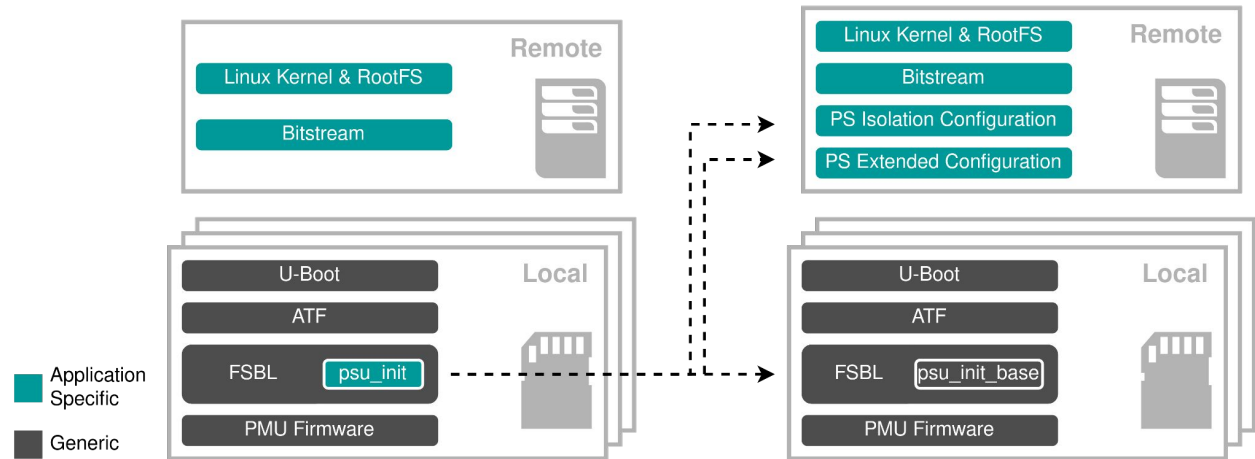 Remote
Linux Kernel & RootFS
Bitstream
Local
U-Boot
ATF
FSBL
psu_init
PMU Firmware
Application
Specific
Generic
Remote
Linux Kernel & RootFS
Bitstream
PS Isolation Configuration
PS Extended Configuration
Local
U-Boot
ATF
FSBL
psu_init_base
PMU Firmware